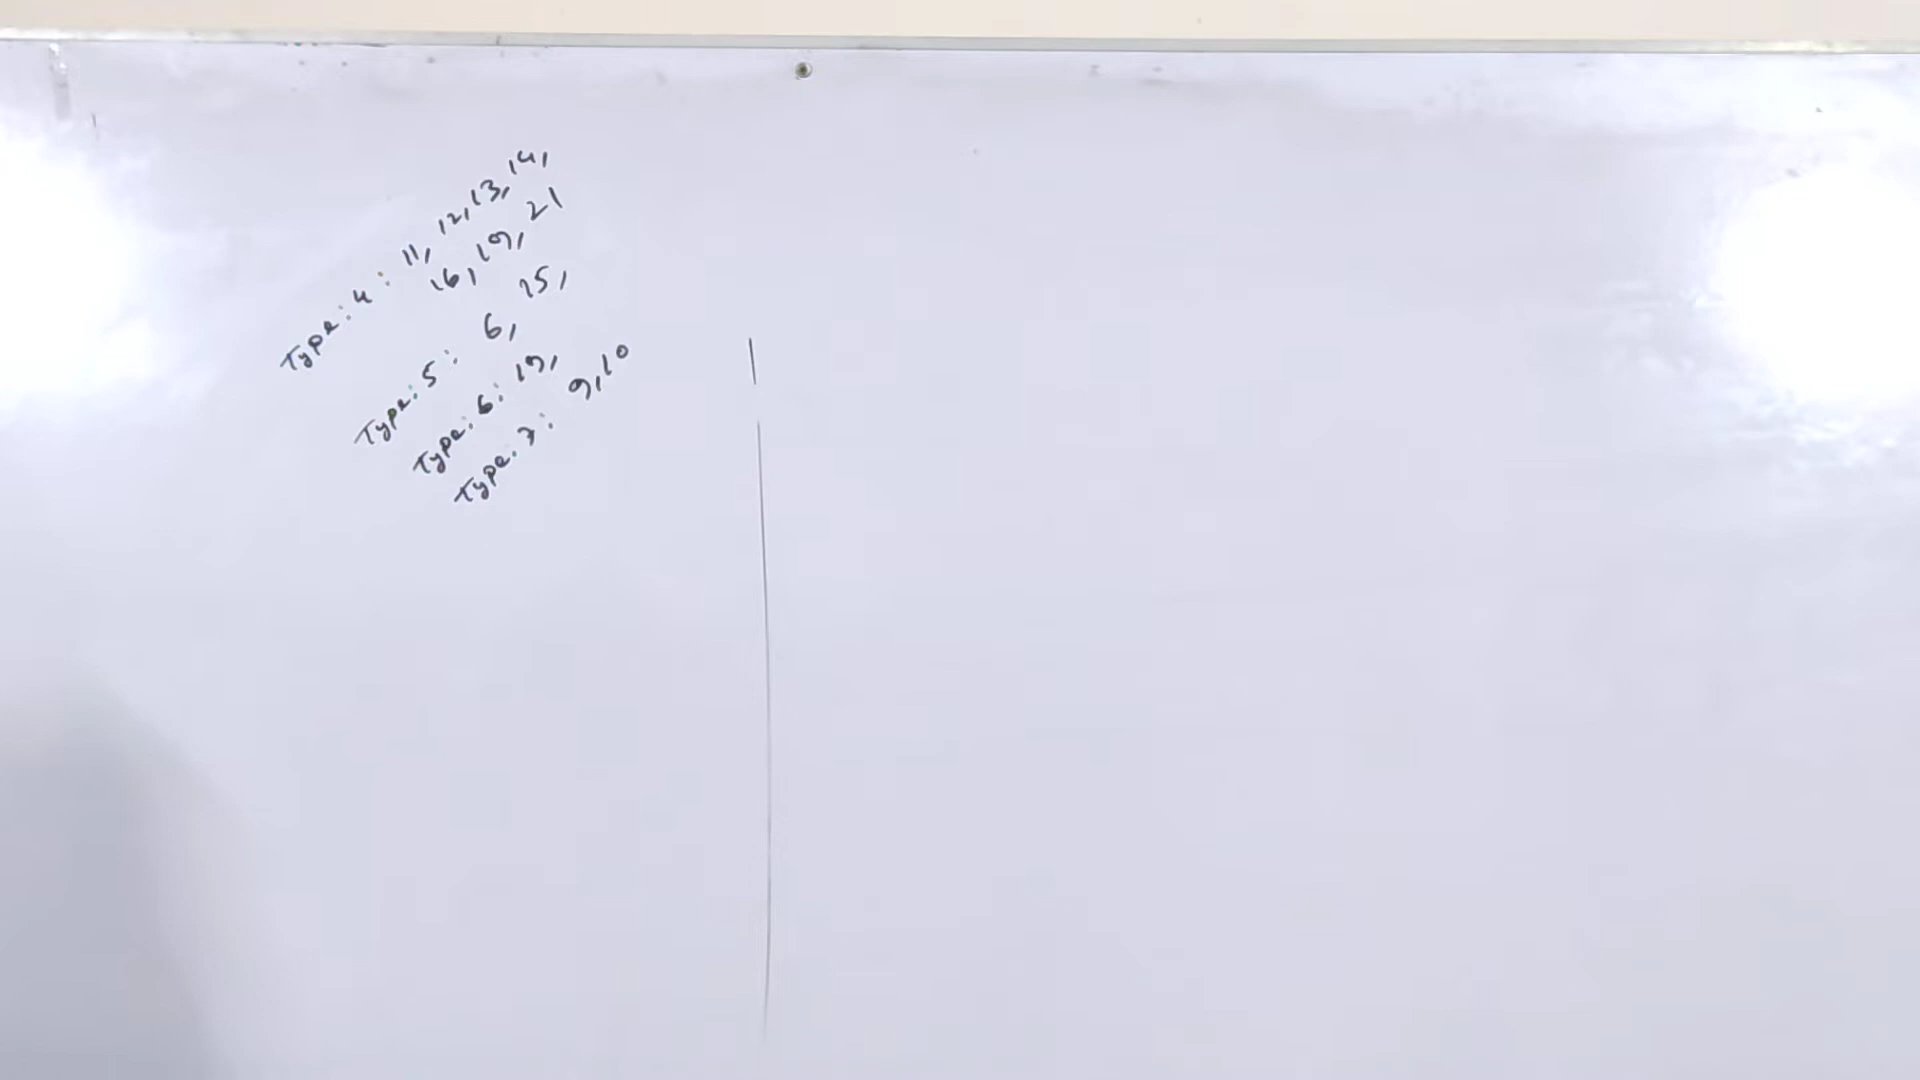 Type: 4: 11, 12, 13, 14,
16, 19, 21
25,
Type: 5: 6,
Type: 6: 19,
Type. 7: 9, 10